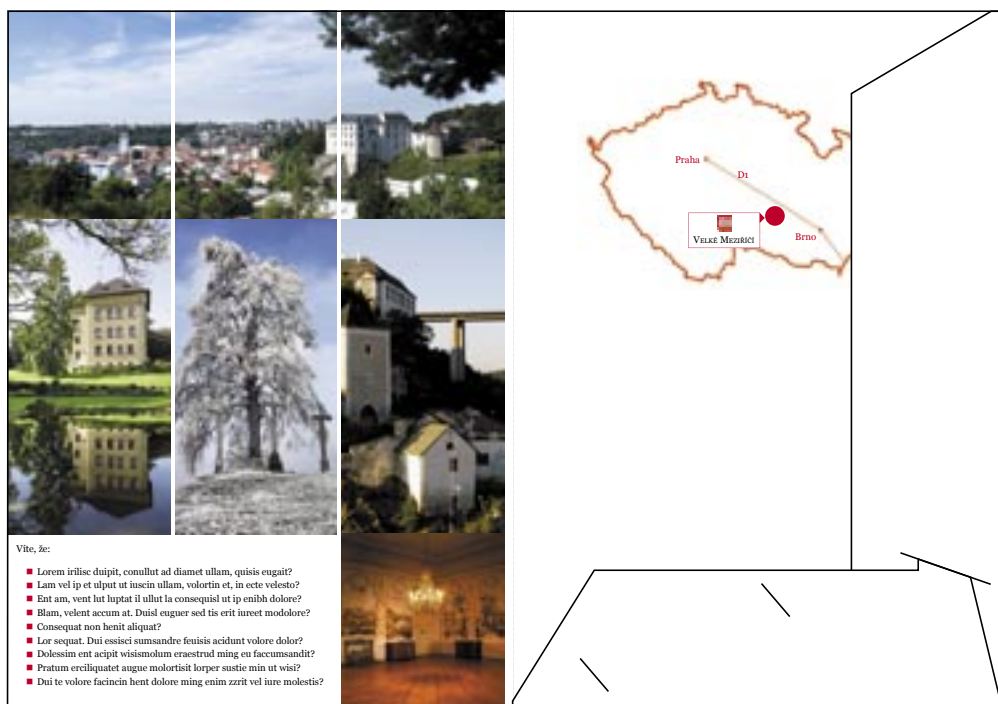 Víte, že:
Lorem irilisc duipit, conullut ad diamet ullam, quisis eugait?
Lam vel ip et ulput ut iuscin ullam, volortin et, in ecte velesto?
Ent am, vent lut luptat il ullut la consequisl ut ip enibh dolore?
Blam, velent accum at. Duisl euguer sed tis erit iureet modolore?
Consequat non henit aliquat?
Lor sequat. Dui essisci sumsandre feuisis acidunt volore dolor?
Dolessim ent acipit wisismolum eraestrud ming eu faccumsandit?
Pratum erciliquatet augue molortisit lorper sustie min ut wisi?
Dui te volore facincin hent dolore ming enim zzrit vel iure molestis?
Praha
D1
Velké Meziříčí
Brno